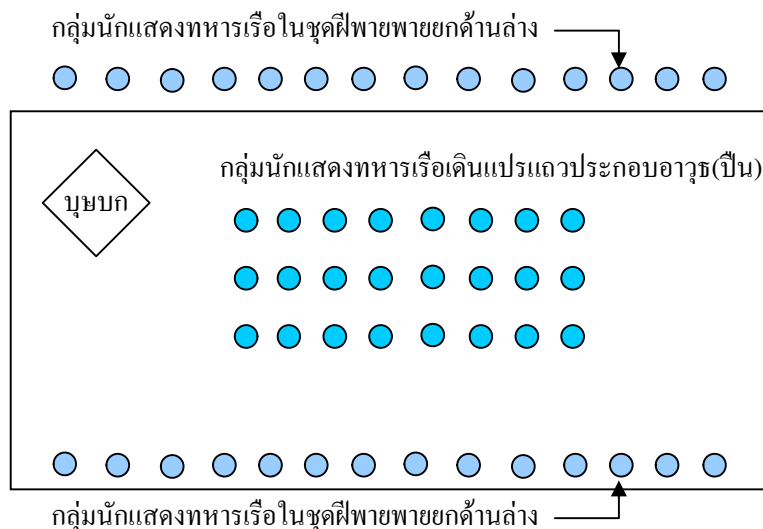 กลุ่มนักแสดงทหารเรือในชุดฝีพายพายยกด้านล่าง
กลุ่มนักแสดงทหารเรือเดินแปรแถวประกอบอาวุธ(ปืน)
บุษบก
กลุ่มนักแสดงทหารเรือในชุดฝีพายพายยกด้านล่าง